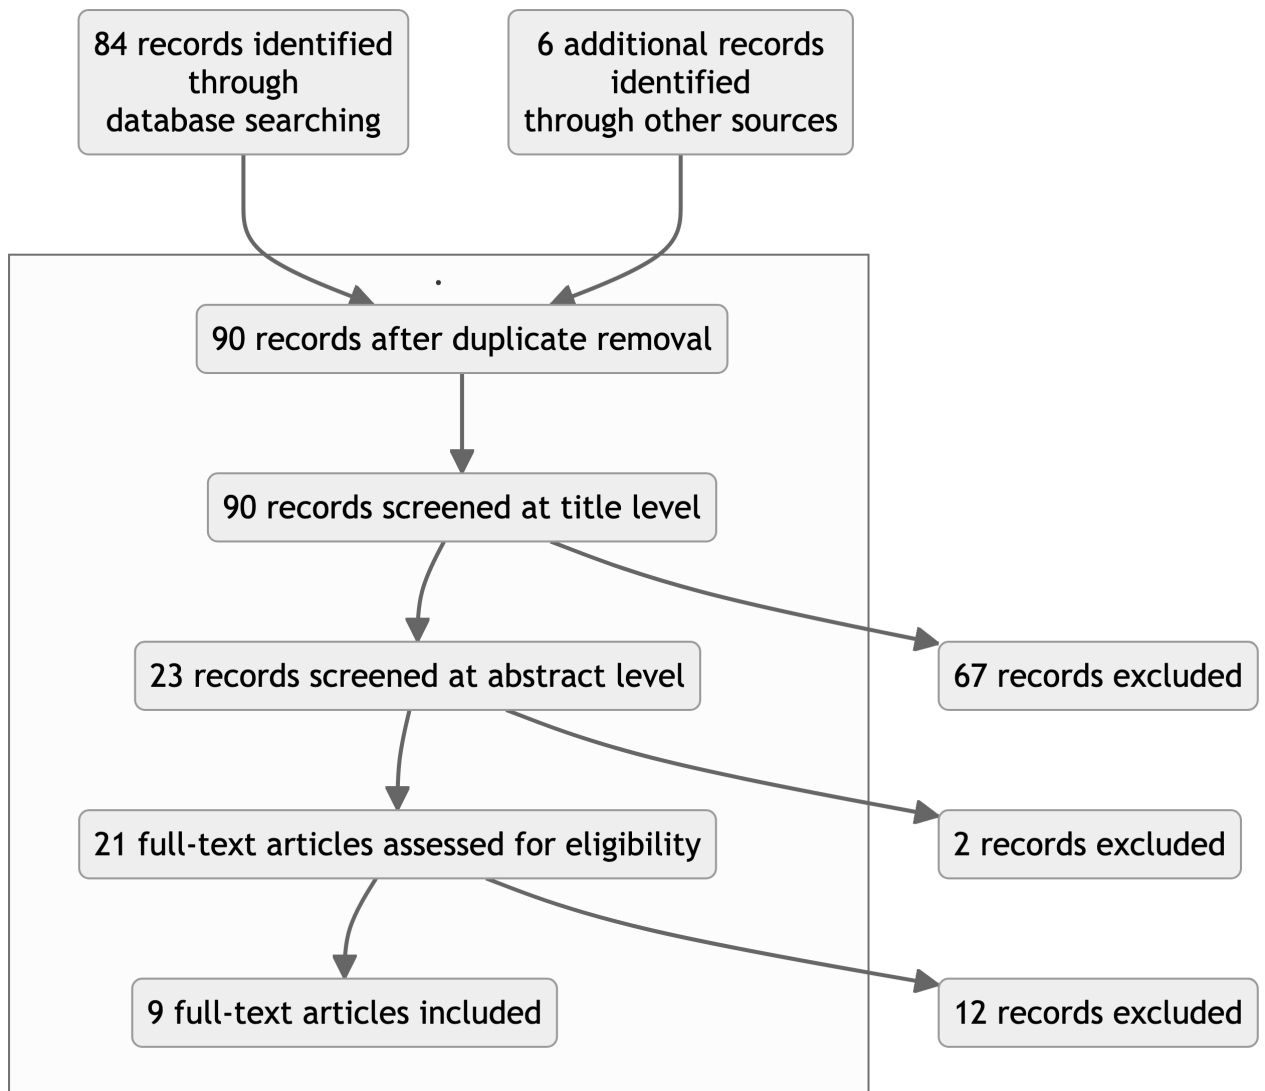 84 records identified
through
database searching
6 additional records
identified
through other sources
.
90 records after duplicate removal
90 records screened at title level
23 records screened at abstract level
67 records excluded
21 full-text articles assessed for eligibility
2 records excluded
9 full-text articles included
12 records excluded